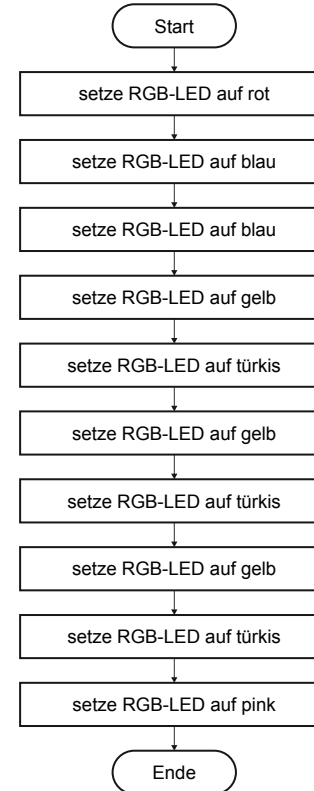 Start
setze RGB-LED auf rot
setze RGB-LED auf blau
setze RGB-LED auf blau
setze RGB-LED auf gelb
setze RGB-LED auf türkis
setze RGB-LED auf gelb
setze RGB-LED auf türkis
setze RGB-LED auf gelb
setze RGB-LED auf türkis
setze RGB-LED auf pink
Ende